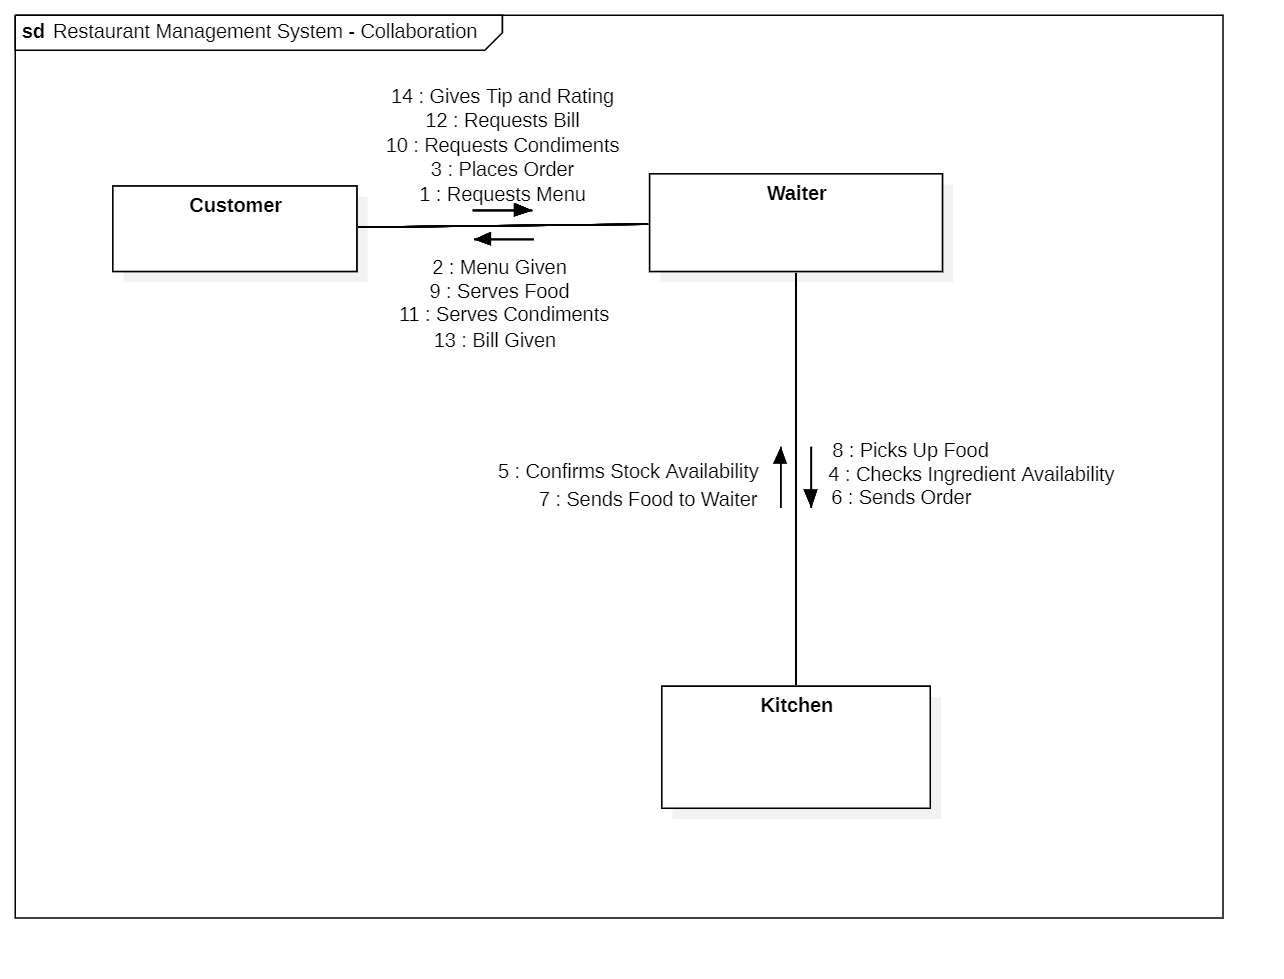 sd Restaurant Management System - Collaboration
14 : Gives Tip and Rating
12 : Requests Bill
10 : Requests Condiments
3 : Places Order
1 : Requests Menu
Customer
Waiter
2 : Menu Given
9 : Serves Food
11 : Serves Condiments
13 : Bill Given
5 : Confirms Stock Availability
7 : Sends Food to Waiter
8 : Picks Up Food
4 : Checks Ingredient Availability
6 : Sends Order
Kitchen